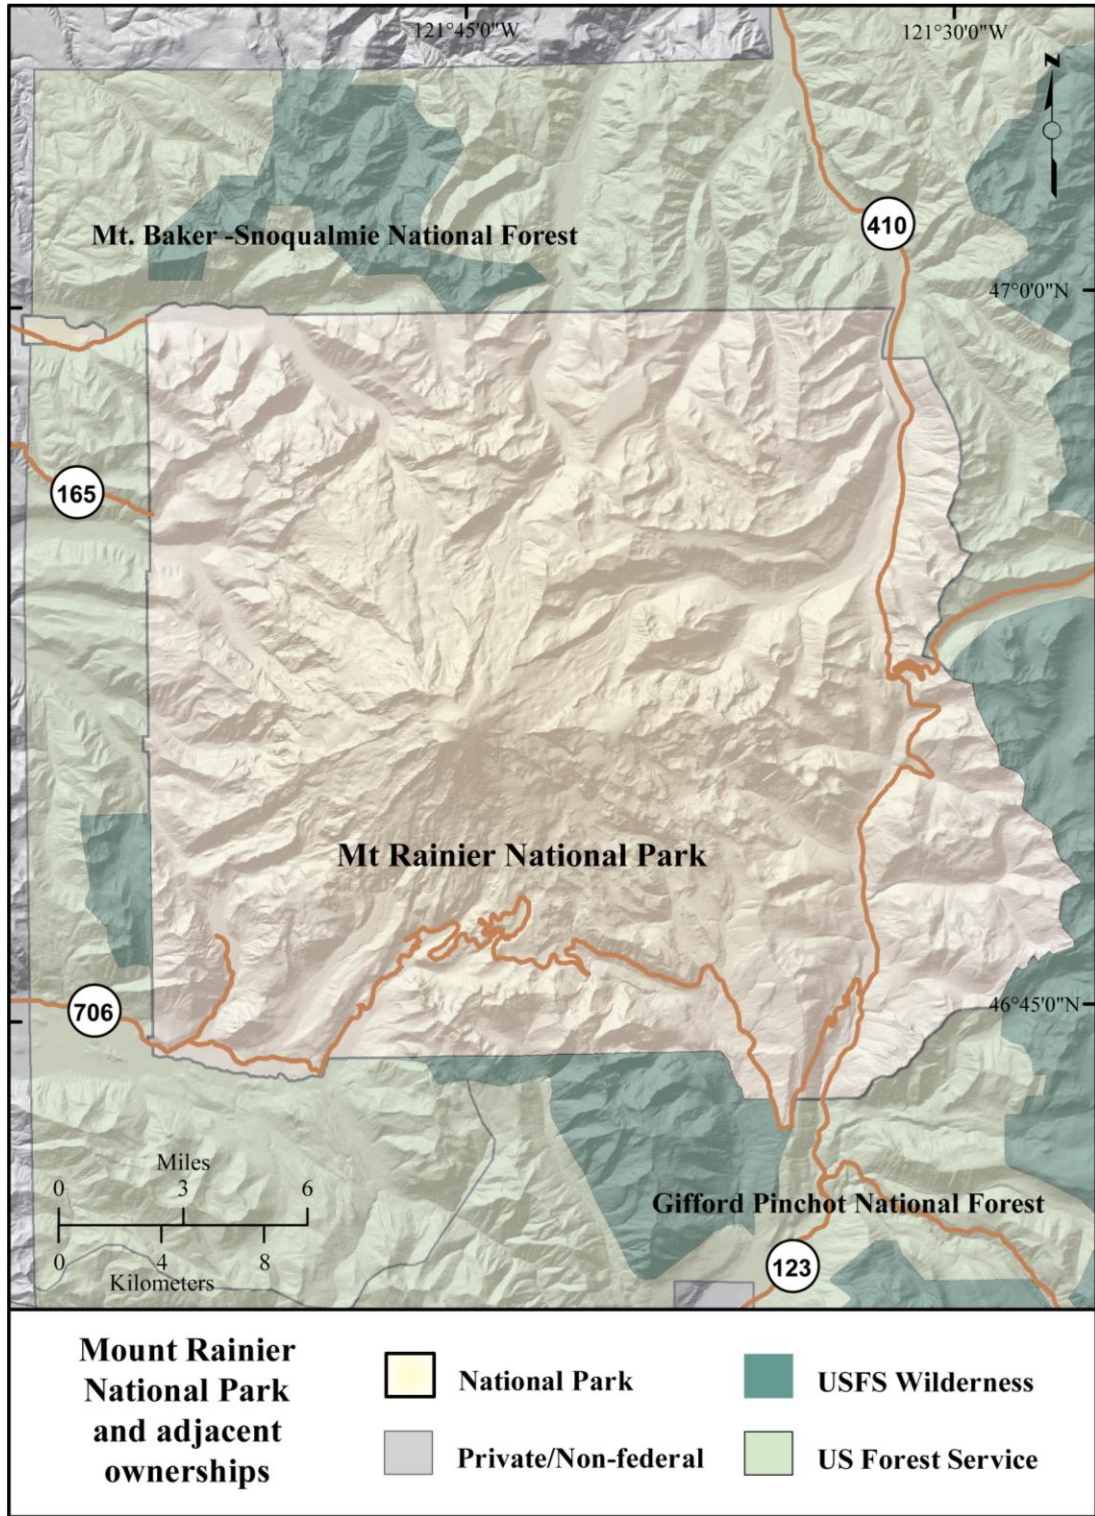 121°45'0"W
121°30'0"W
N
410
Mt. Baker -Snoqualmie National Forest
47°0'0"N
165
Mt Rainier National Park
706
46°45'0"N
Miles
0 3 6
0 4 8
Kilometers
Gifford Pinchot National Forest
123
Mount Rainier
National Park
and adjacent
ownerships
National Park
USFS Wilderness
Private/Non-federal
US Forest Service